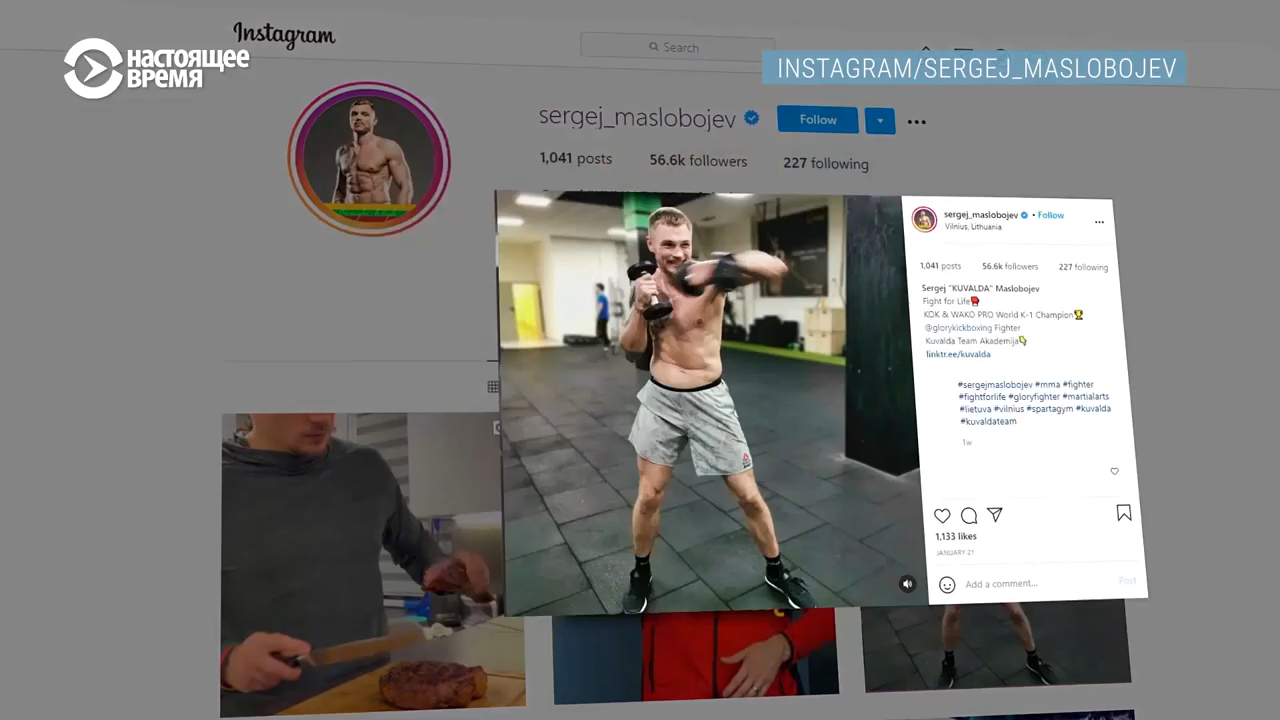 Instagram
Search
НАСТОЯЩЕЕ
ВРЕМЯ
INSTAGRAM/SERGEJ_MASLOBOJEV
sergej_maslobojev Follow
1,041 posts 56.6k followers 227 following
sergej_maslobojev • Follow
Vilnius, Lithuania
1,041 posts 56.6k followers 227 following
Sergej "KUVALDA" Maslobojev
Fight for Life🥊
KOK & WAKO PRO World K-1 Champion🏆
@glorykickboxing Fighter
Kuvalda Team Akademija👇
linktr.ee/kuvalda
#sergejmaslobojev #mma #fighter
#fightforlife #gloryfighter #martialarts
#lietuva #vilnius #spartagym #kuvalda
#kuvaldateam
1w
1,133 likes
JANUARY 21
Add a comment... Post